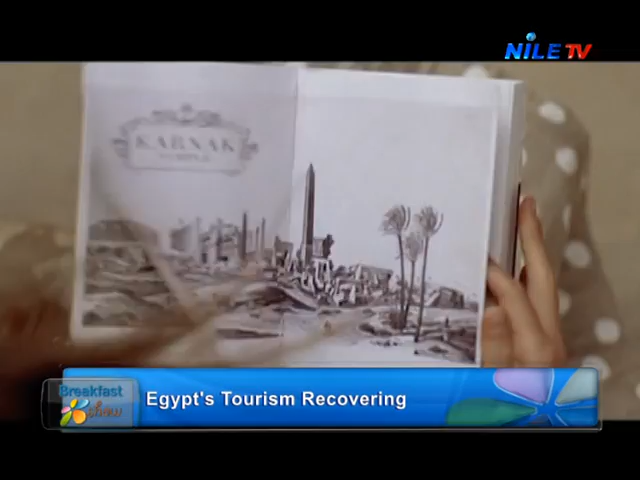 NILE TV
KARNAK
Breakfast
show
Egypt's Tourism Recovering